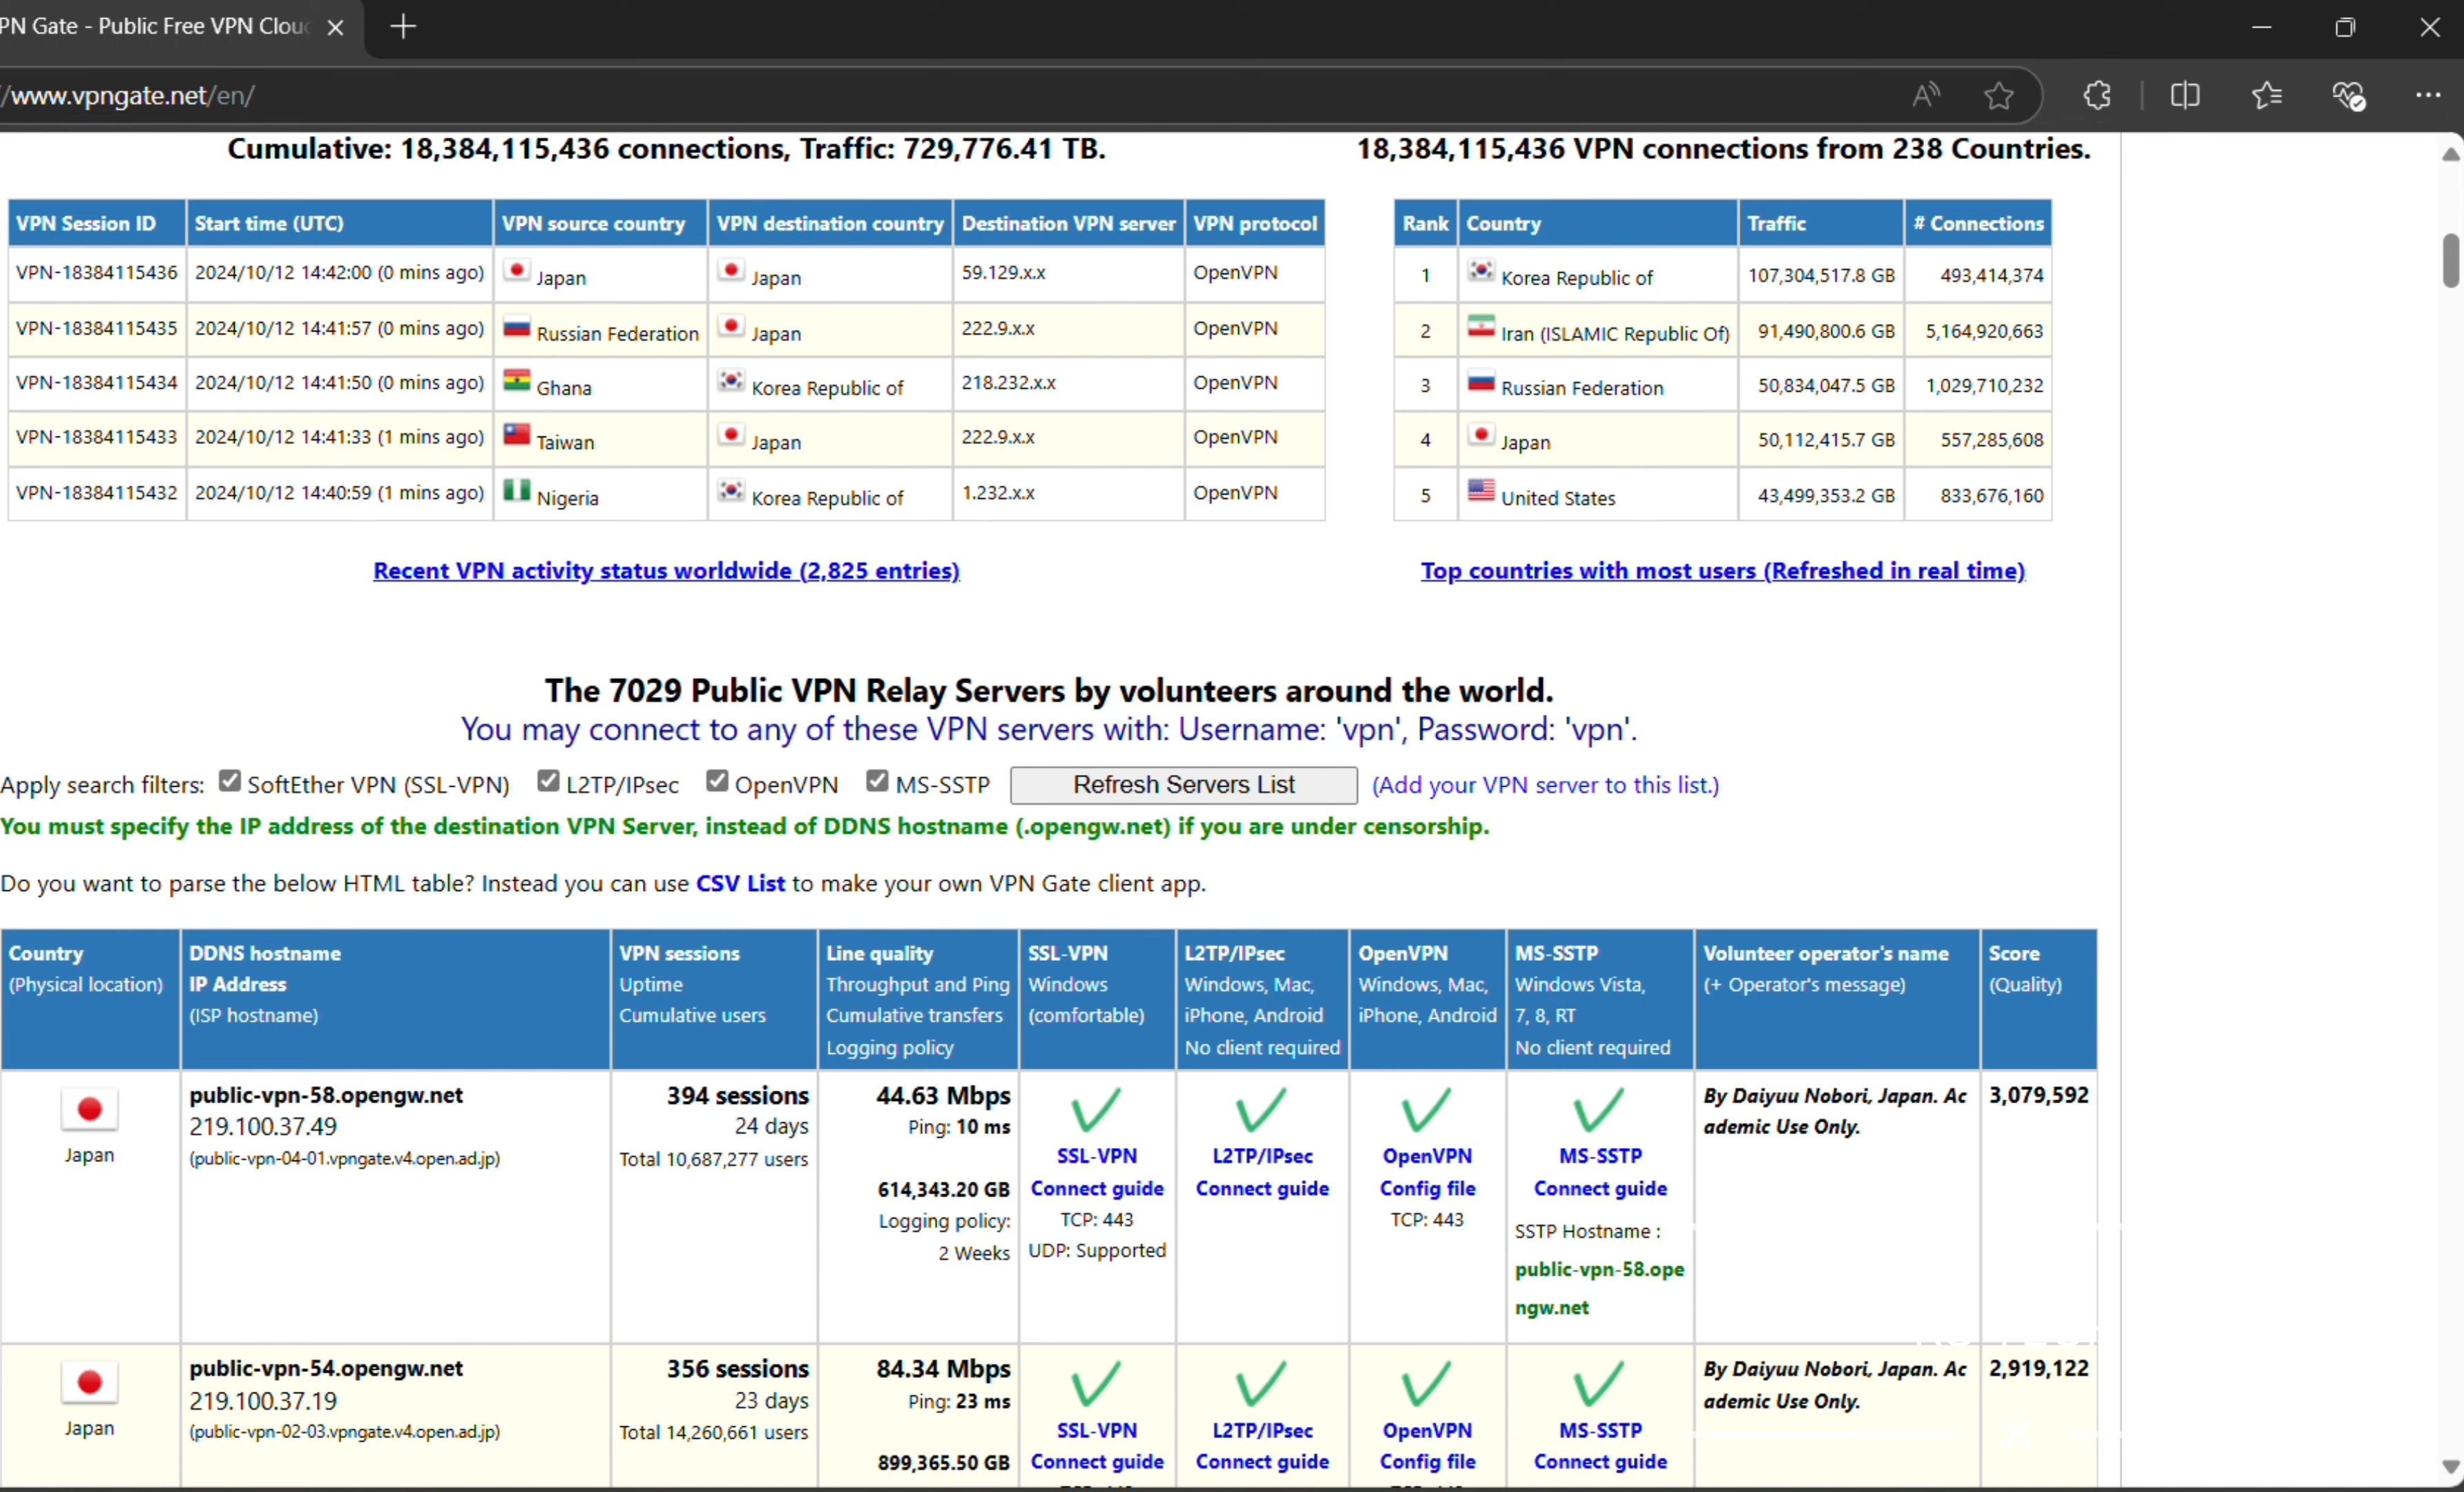 PN Gate - Public Free VPN Clou
/www.vpngate.net/en/
Cumulative: 18,384,115,436 connections, Traffic: 729,776.41 TB.
VPN Session ID Start time (UTC) VPN source country VPN destination country Destination VPN server VPN protocol
VPN-18384115436 2024/10/12 14:42:00 (0 mins ago) Japan Japan 59.129.x.x OpenVPN
VPN-18384115435 2024/10/12 14:41:57 (0 mins ago) Russian Federation Japan 222.9.x.x OpenVPN
VPN-18384115434 2024/10/12 14:41:50 (0 mins ago) Ghana Korea Republic of 218.232.x.x OpenVPN
VPN-18384115433 2024/10/12 14:41:33 (1 mins ago) Taiwan Japan 222.9.x.x OpenVPN
VPN-18384115432 2024/10/12 14:40:59 (1 mins ago) Nigeria Korea Republic of 1.232.x.x OpenVPN
Recent VPN activity status worldwide (2,825 entries)
18,384,115,436 VPN connections from 238 Countries.
Rank Country Traffic # Connections
1 Korea Republic of 107,304,517.8 GB 493,414,374
2 Iran (ISLAMIC Republic Of) 91,490,800.6 GB 5,164,920,663
3 Russian Federation 50,834,047.5 GB 1,029,710,232
4 Japan 50,112,415.7 GB 557,285,608
5 United States 43,499,353.2 GB 833,676,160
Top countries with most users (Refreshed in real time)
The 7029 Public VPN Relay Servers by volunteers around the world.
You may connect to any of these VPN servers with: Username: 'vpn', Password: 'vpn'.
Apply search filters: SoftEther VPN (SSL-VPN) L2TP/IPsec OpenVPN MS-SSTP Refresh Servers List (Add your VPN server to this list.)
You must specify the IP address of the destination VPN Server, instead of DDNS hostname (.opengw.net) if you are under censorship.
Do you want to parse the below HTML table? Instead you can use CSV List to make your own VPN Gate client app.
Country
(Physical location)
DDNS hostname
IP Address
(ISP hostname)
VPN sessions
Uptime
Cumulative users
Line quality
Throughput and Ping
Cumulative transfers
Logging policy
SSL-VPN
Windows
(comfortable)
L2TP/IPsec
Windows, Mac,
iPhone, Android
No client required
OpenVPN
Windows, Mac,
iPhone, Android
MS-SSTP
Windows Vista,
7, 8, RT
No client required
Volunteer operator's name
(+ Operator's message)
Score
(Quality)
Japan
public-vpn-58.opengw.net
219.100.37.49
(public-vpn-04-01.vpngate.v4.open.ad.jp)
394 sessions
24 days
Total 10,687,277 users
44.63 Mbps
Ping: 10 ms
614,343.20 GB
Logging policy:
2 Weeks
SSL-VPN
Connect guide
TCP: 443
UDP: Supported
L2TP/IPsec
Connect guide
OpenVPN
Config file
TCP: 443
MS-SSTP
Connect guide
SSTP Hostname :
public-vpn-58.ope
ngw.net
By Daiyuu Nobori, Japan. Ac
ademic Use Only.
3,079,592
Japan
public-vpn-54.opengw.net
219.100.37.19
(public-vpn-02-03.vpngate.v4.open.ad.jp)
356 sessions
23 days
Total 14,260,661 users
84.34 Mbps
Ping: 23 ms
899,365.50 GB
SSL-VPN
Connect guide
L2TP/IPsec
Connect guide
OpenVPN
Config file
MS-SSTP
Connect guide
By Daiyuu Nobori, Japan. Ac
ademic Use Only.
2,919,122